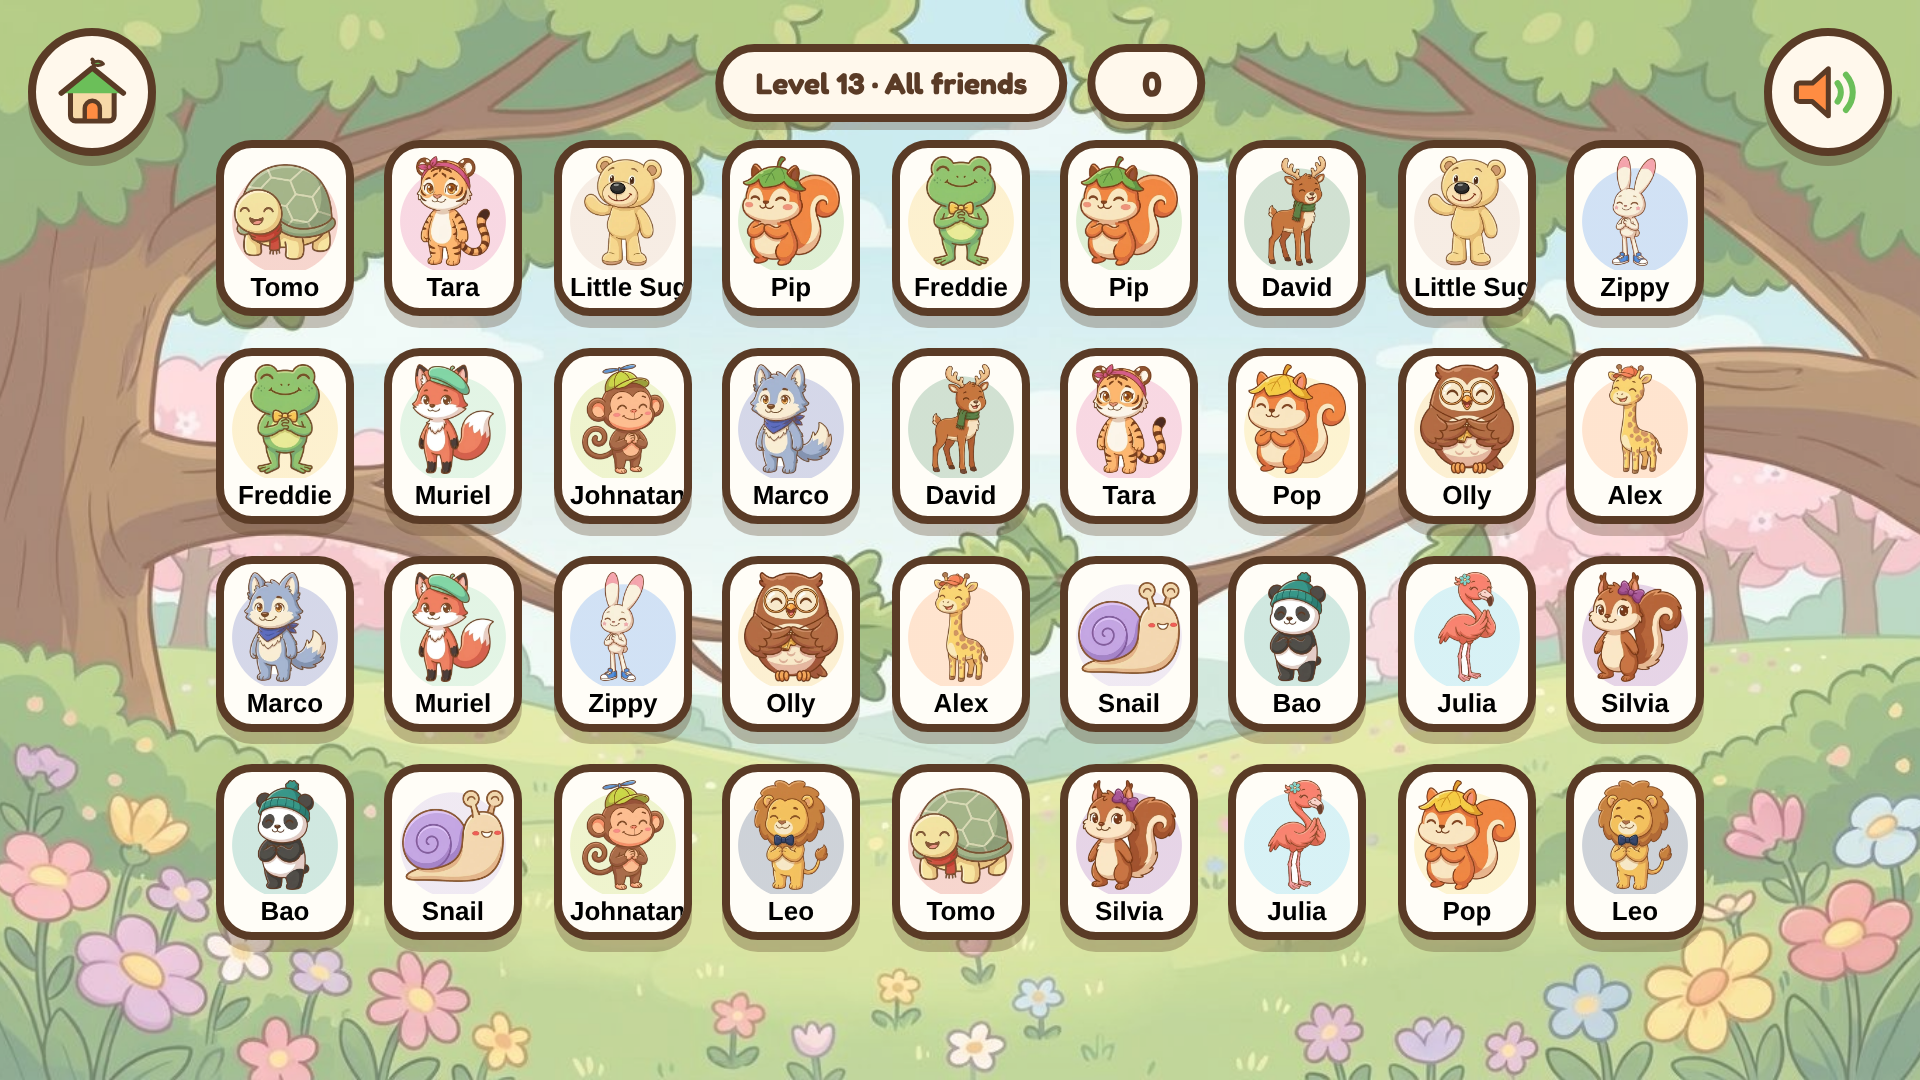 Level 13 · All friends
0
Tomo
Tara
Little Sug
Pip
Freddie
Pip
David
Little Sug
Zippy
Freddie
Muriel
Johnatan
Marco
David
Tara
Pop
Olly
Alex
Marco
Muriel
Zippy
Olly
Alex
Snail
Bao
Julia
Silvia
Bao
Snail
Johnatan
Leo
Tomo
Silvia
Julia
Pop
Leo